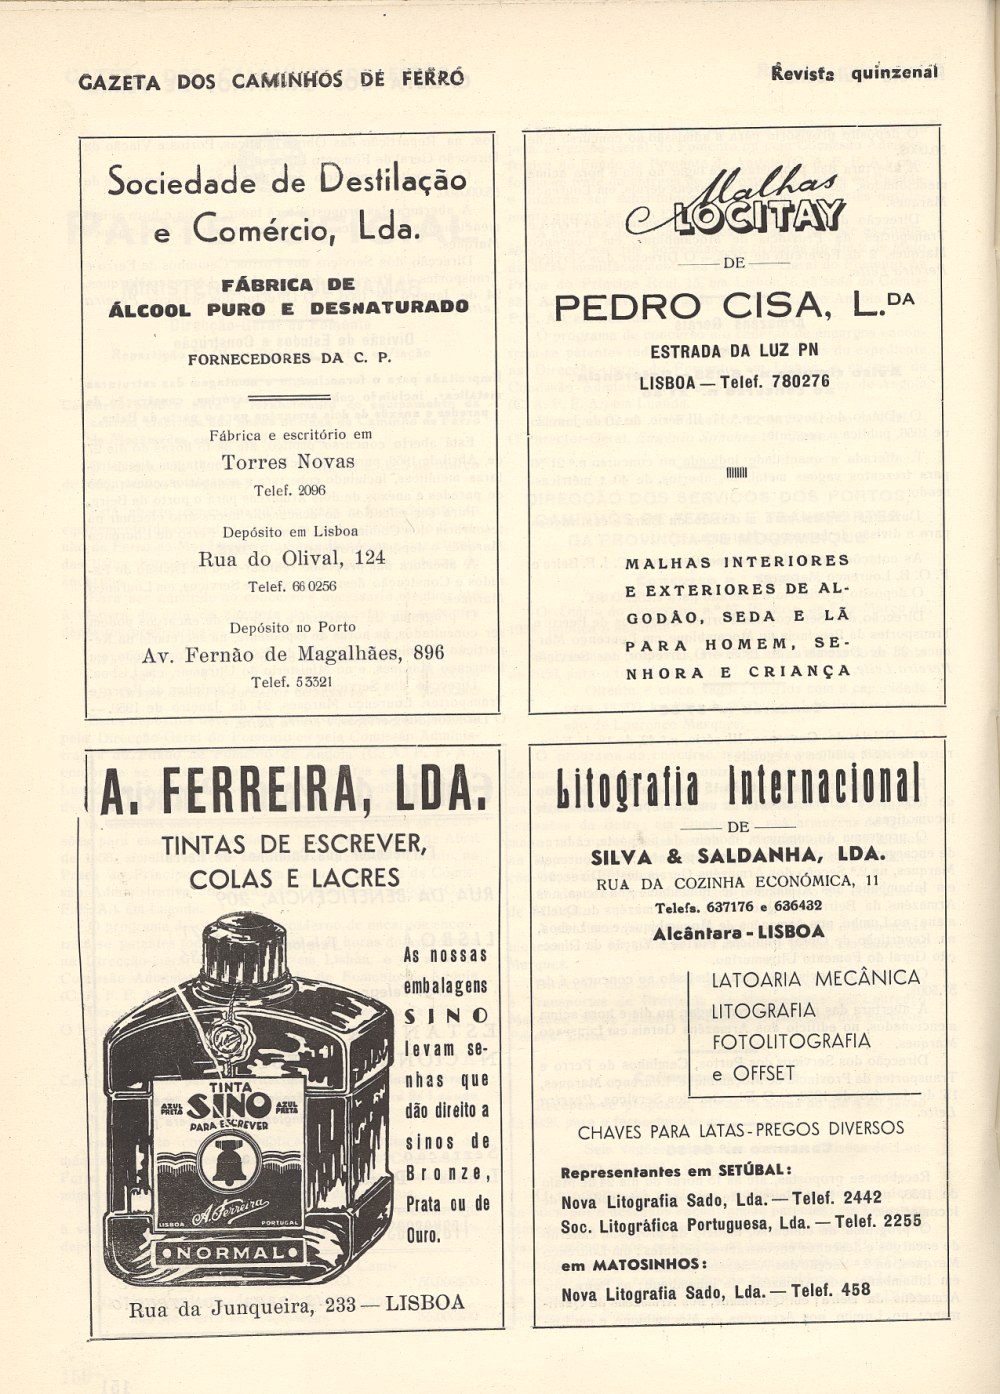 GAZETA DOS CAMINHOS DE FERRO
Revista quinzenal
Sociedade de Destilação
e Comércio, Lda.
FÁBRICA DE
ÁLCOOL PURO E DESNATURADO
FORNECEDORES DA C. P.
Fábrica e escritório em
Torres Novas
Telef. 2096
Depósito em Lisboa
Rua do Olival, 124
Telef. 66 0256
Depósito no Porto
Av. Fernão de Magalhães, 896
Telef. 53321
Malhas
LOCITAY
DE
PEDRO CISA, L.DA
ESTRADA DA LUZ PN
LISBOA — Telef. 780276
MALHAS INTERIORES
E EXTERIORES DE AL-
GODÃO, SEDA E LÃ
PARA HOMEM, SE-
NHORA E CRIANÇA
A. FERREIRA, LDA.
TINTAS DE ESCREVER,
COLAS E LACRES
As nossas
embalagens
SINO
levam se-
nhas que
dão direito a
sinos de
Bronze,
Prata ou de
Ouro.
TINTA
AZUL PRETA SINO AZUL PRETA
PARA ESCREVER
A. Ferreira
LISBOA PORTUGAL
•NORMAL•
Rua da Junqueira, 233 — LISBOA
Litografia Internacional
DE
SILVA & SALDANHA, LDA.
RUA DA COZINHA ECONÓMICA, 11
Telefs. 637176 e 636432
Alcântara - LISBOA
LATOARIA MECÂNICA
LITOGRAFIA
FOTOLITOGRAFIA
e OFFSET
CHAVES PARA LATAS-PREGOS DIVERSOS
Representantes em SETÚBAL:
Nova Litografia Sado, Lda. — Telef. 2442
Soc. Litogràfica Portuguesa, Lda. — Telef. 2255
em MATOSINHOS:
Nova Litografia Sado, Lda. — Telef. 458